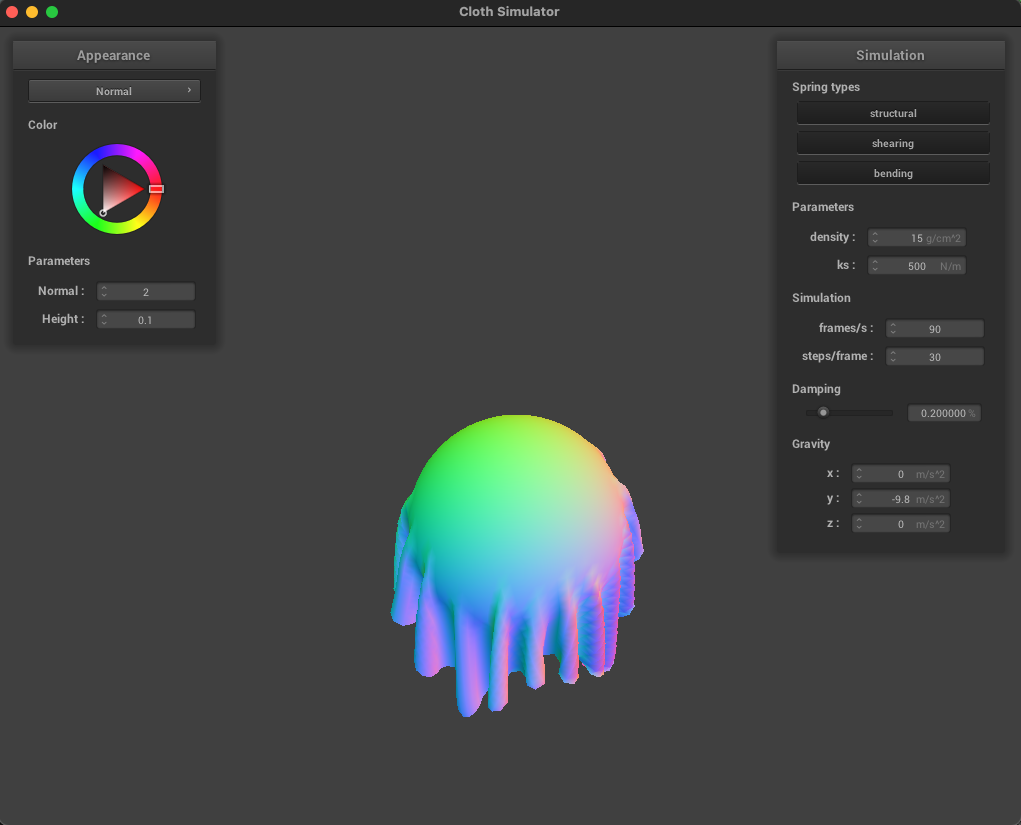 Cloth Simulator
Appearance
Normal ›
Color
Parameters
Normal : 2
Height : 0.1
Simulation
Spring types
structural
shearing
bending
Parameters
density : 15 g/cm^2
ks : 500 N/m
Simulation
frames/s : 90
steps/frame : 30
Damping
0.200000 %
Gravity
x : 0 m/s^2
y : -9.8 m/s^2
z : 0 m/s^2